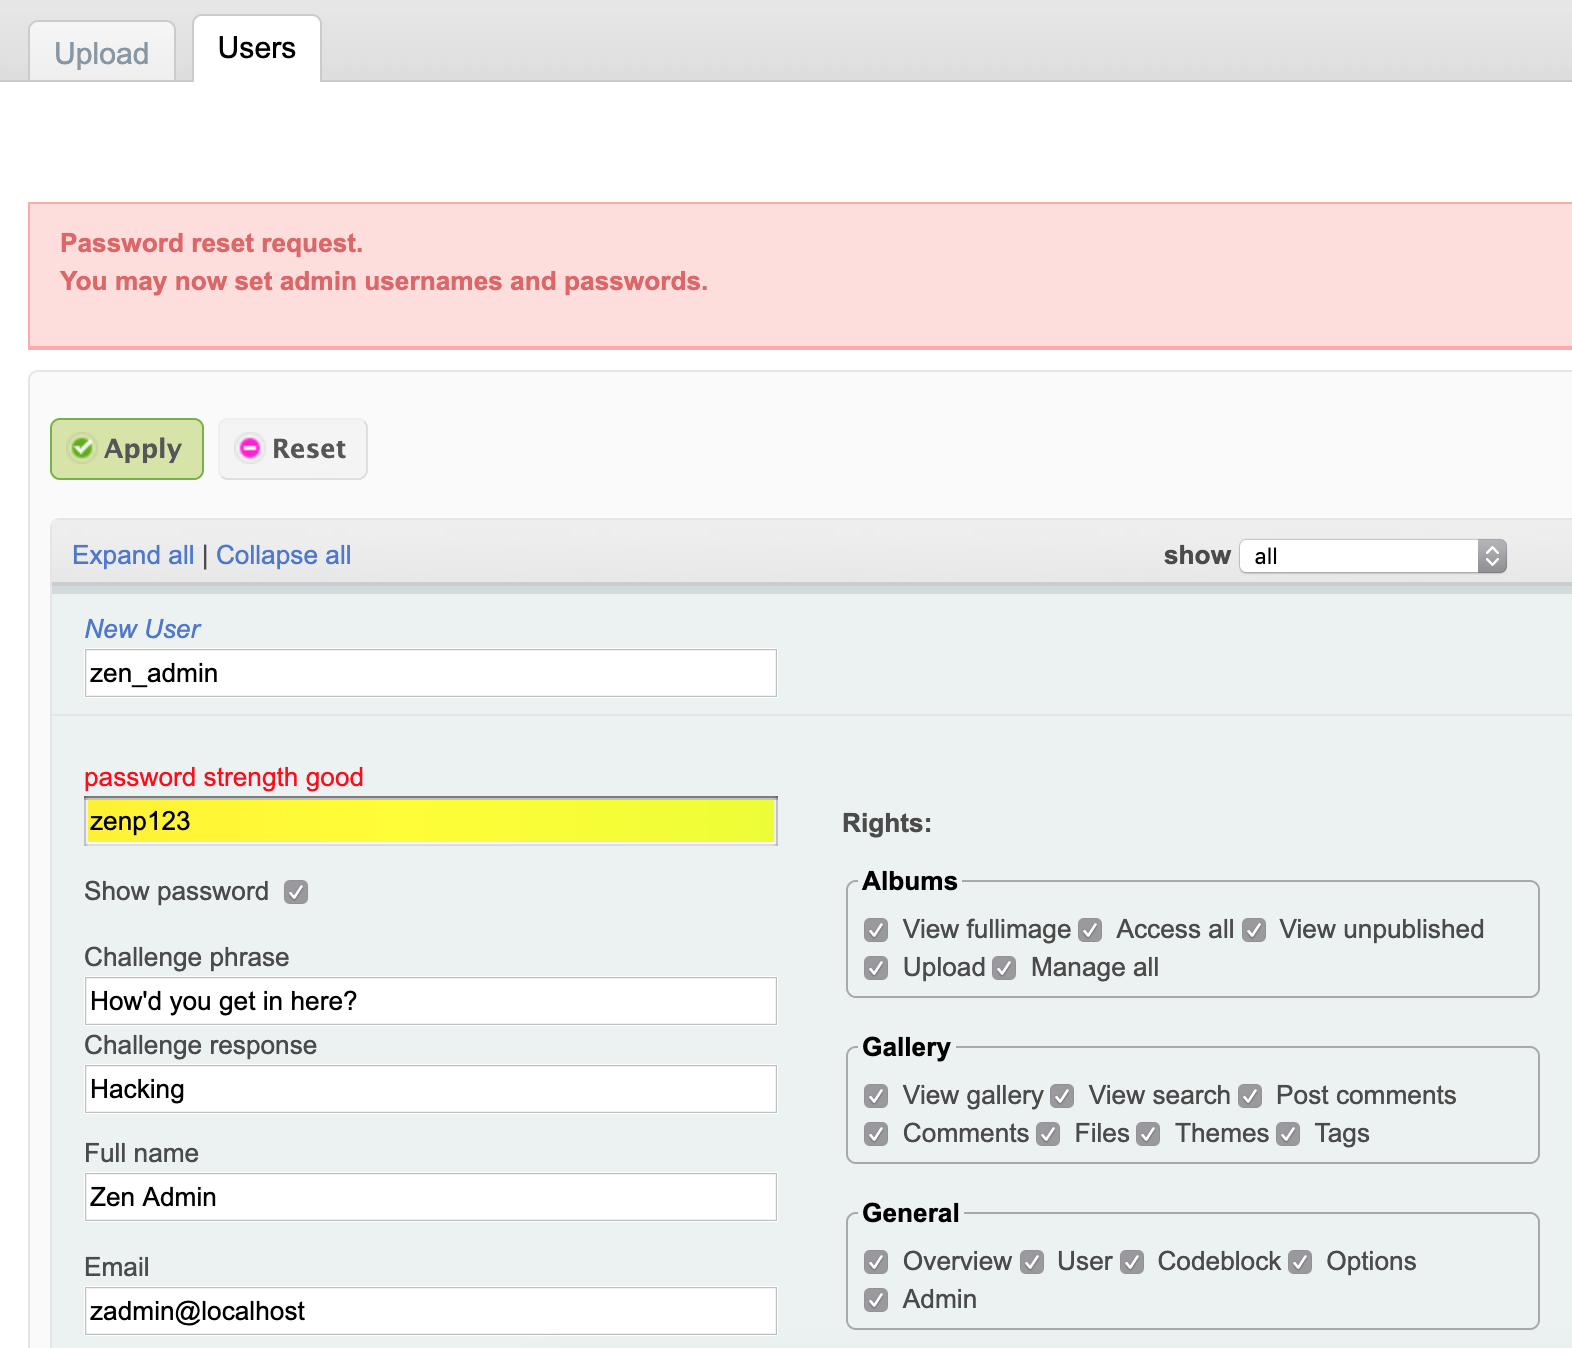 Upload Users
Password reset request.
You may now set admin usernames and passwords.
Apply Reset
Expand all | Collapse all show all
New User
zen_admin
password strength good
zenp123
Show password
Challenge phrase
How'd you get in here?
Challenge response
Hacking
Full name
Zen Admin
Email
zadmin@localhost
Rights:
Albums
View fullimage Access all View unpublished
Upload Manage all
Gallery
View gallery View search Post comments
Comments Files Themes Tags
General
Overview User Codeblock Options
Admin